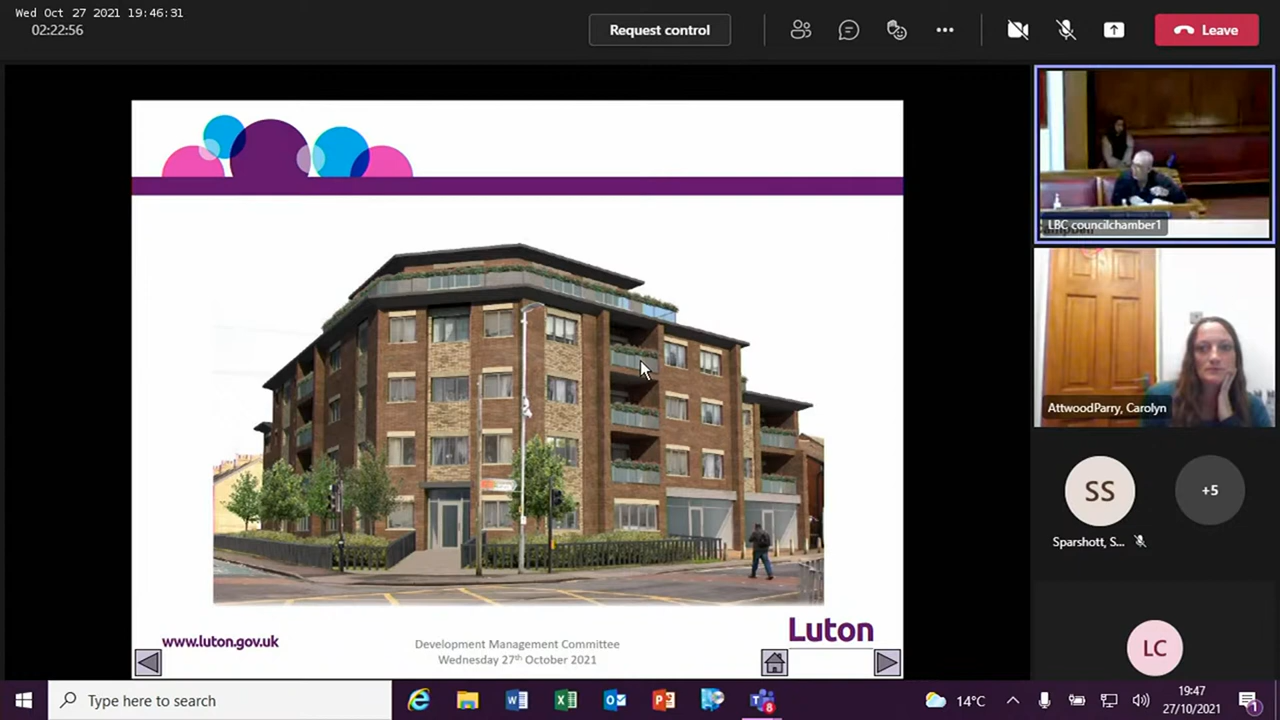 Wed Oct 27 2021 19:46:31
02:22:56
Request control
Leave
LBC councilchamber1
AttwoodParry, Carolyn
SS
+5
Sparshott, S...
LC
www.luton.gov.uk
Development Management Committee
Wednesday 27th October 2021
Luton
Type here to search
8
14°C
19:47
27/10/2021
1